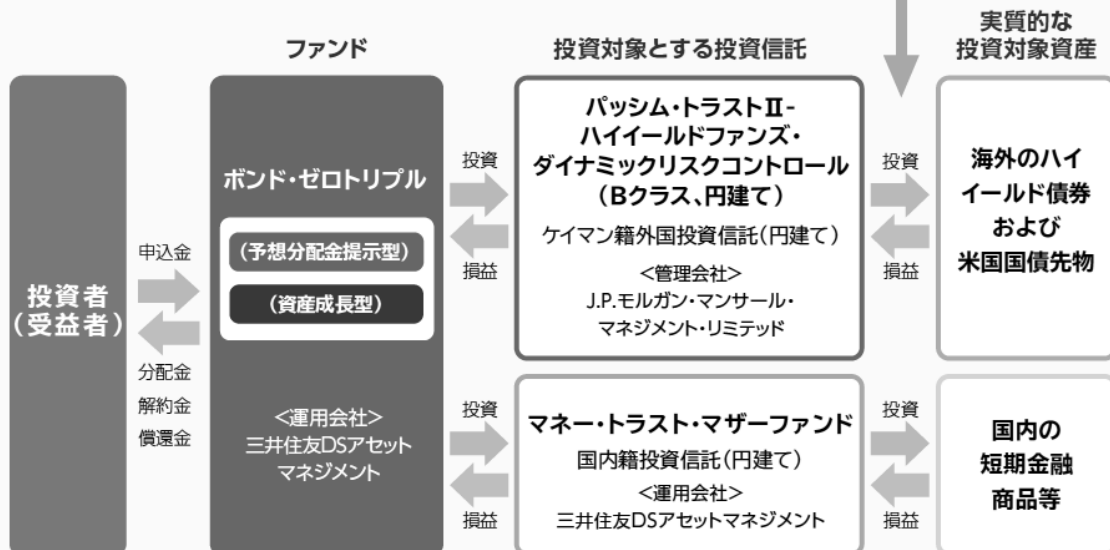 ファンド
投資対象とする投資信託
実質的な
投資対象資産
投資者
（受益者）
申込金
分配金
解約金
償還金
ボンド・ゼロトリプル
（予想分配金提示型）
（資産成長型）
＜運用会社＞
三井住友DSアセット
マネジメント
投資
損益
パッシム・トラストⅡ-
ハイイールドファンズ・
ダイナミックリスクコントロール
（Bクラス、円建て）
ケイマン籍外国投資信託（円建て）
＜管理会社＞
J.P.モルガン・マンサール・
マネジメント・リミテッド
投資
損益
海外のハイ
イールド債券
および
米国国債先物
投資
損益
マネー・トラスト・マザーファンド
国内籍投資信託（円建て）
＜運用会社＞
三井住友DSアセットマネジメント
投資
損益
国内の
短期金融
商品等